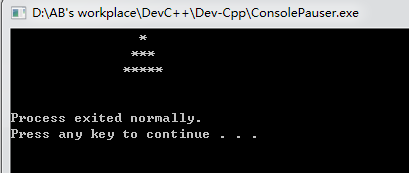 D:\AB's workplace\DevC++\Dev-Cpp\ConsolePauser.exe
*
***
*****
Process exited normally.
Press any key to continue . . .